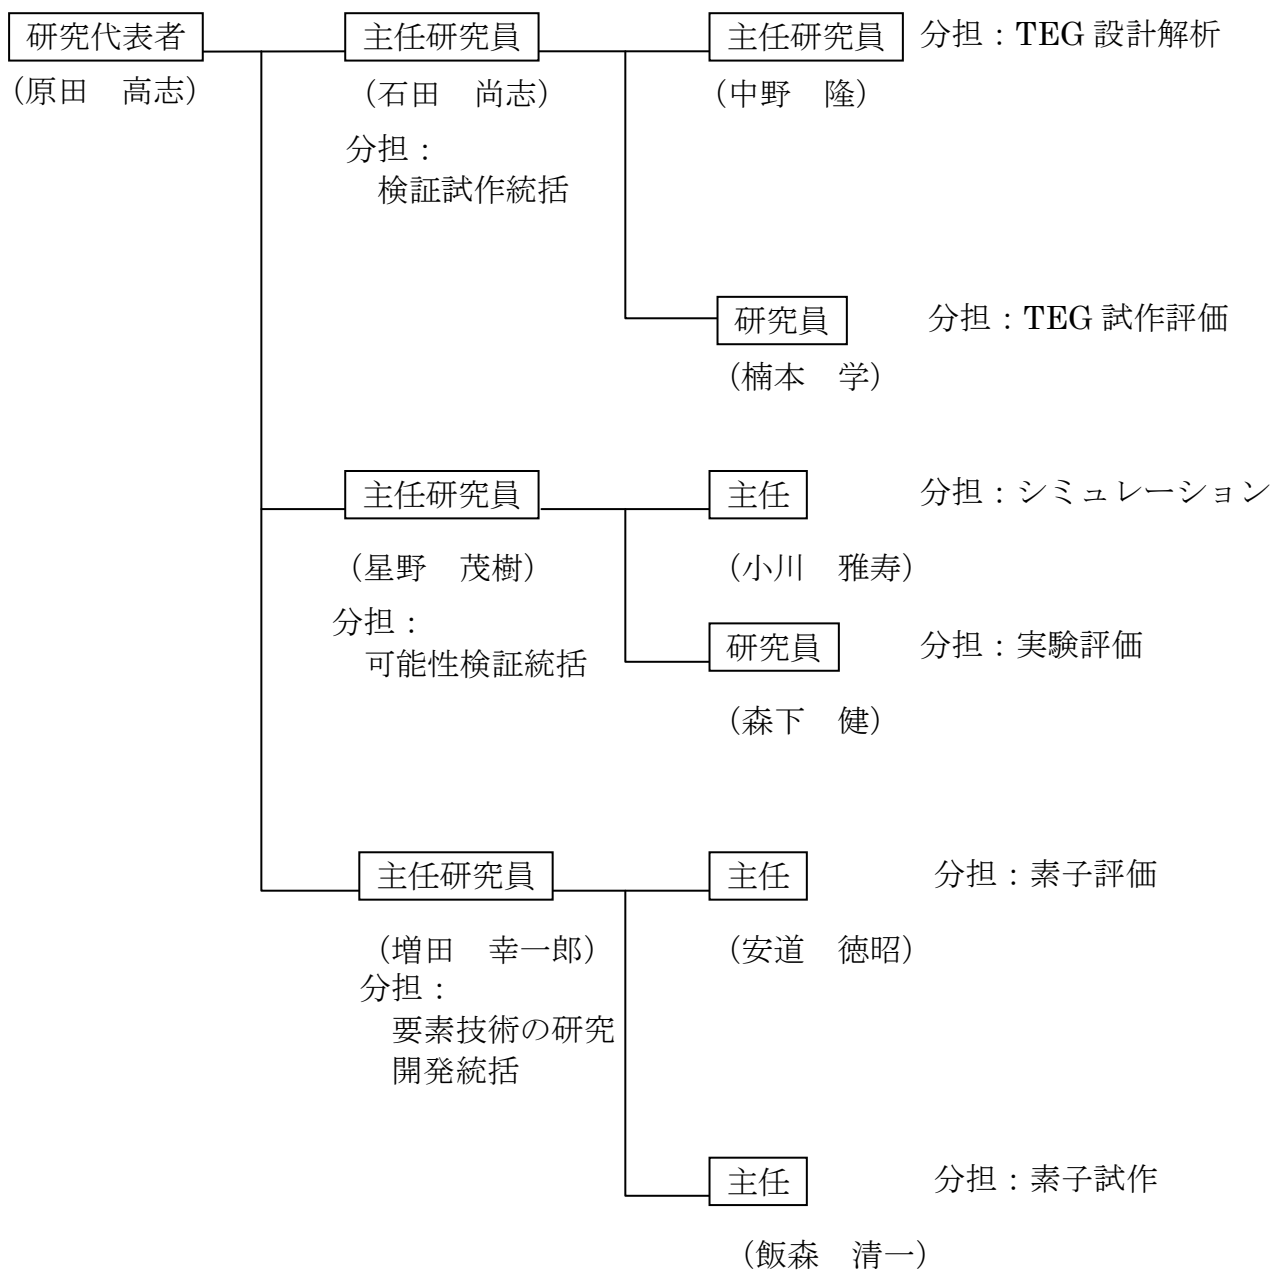 研究代表者
(原田　高志)
主任研究員
(石田　尚志)
分担：
検証試作統括
主任研究員
分担：TEG 設計解析
(中野　隆)
研究員
分担：TEG 試作評価
(楠本　学)
主任研究員
(星野　茂樹)
分担：
可能性検証統括
主任
分担：シミュレーション
(小川　雅寿)
研究員
分担：実験評価
(森下　健)
主任研究員
(増田　幸一郎)
分担：
要素技術の研究
開発統括
主任
分担：素子評価
(安道　徳昭)
主任
分担：素子試作
(飯森　清一)